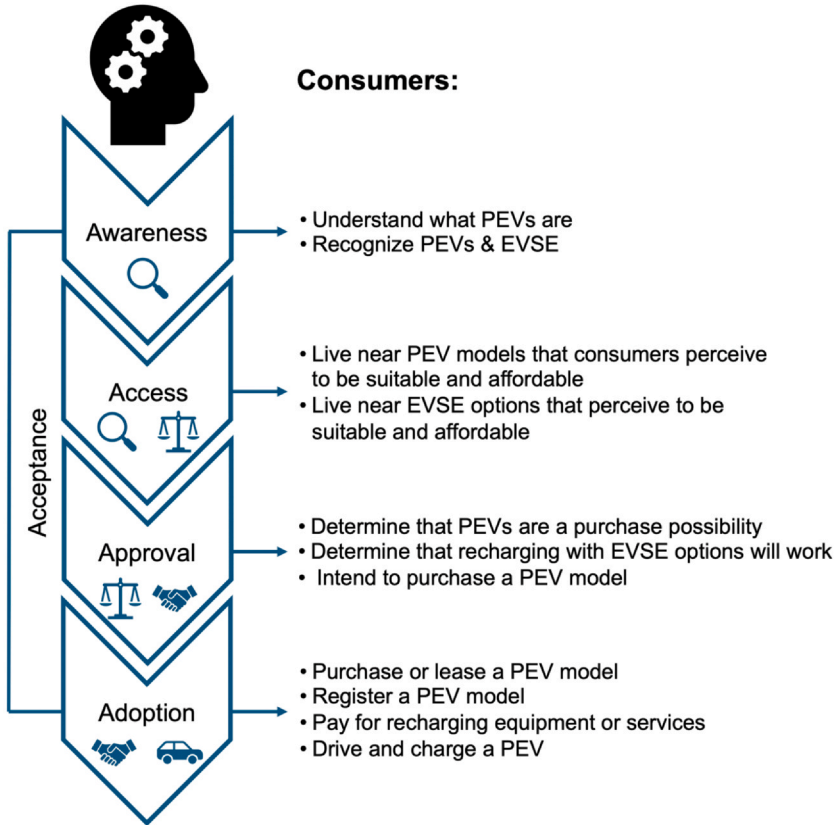 Consumers:
Awareness
• Understand what PEVs are
• Recognize PEVs & EVSE
Acceptance
Access
• Live near PEV models that consumers perceive
to be suitable and affordable
• Live near EVSE options that perceive to be
suitable and affordable
Approval
• Determine that PEVs are a purchase possibility
• Determine that recharging with EVSE options will work
• Intend to purchase a PEV model
Adoption
• Purchase or lease a PEV model
• Register a PEV model
• Pay for recharging equipment or services
• Drive and charge a PEV